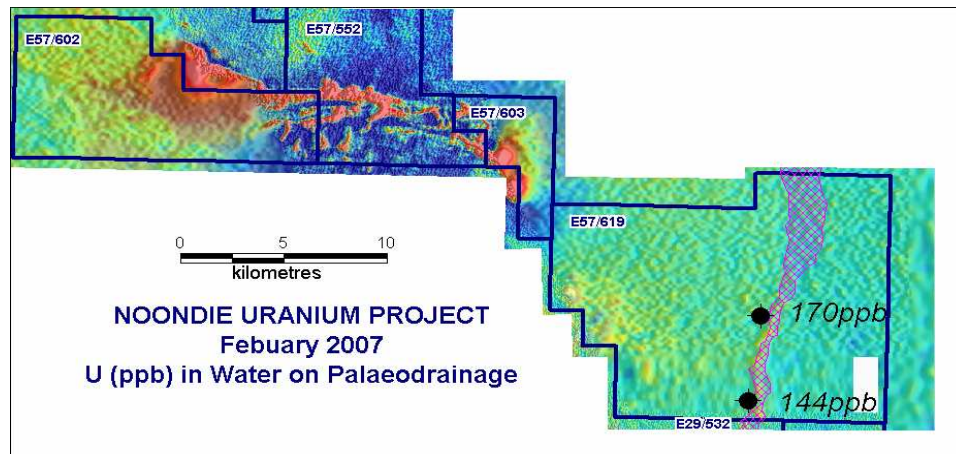 E57/552
E57/602
E57/603
E57/619
0 5 10
kilometres
NOONDIE URANIUM PROJECT
Febuary 2007
U (ppb) in Water on Palaeodrainage
170ppb
144ppb
E29/532